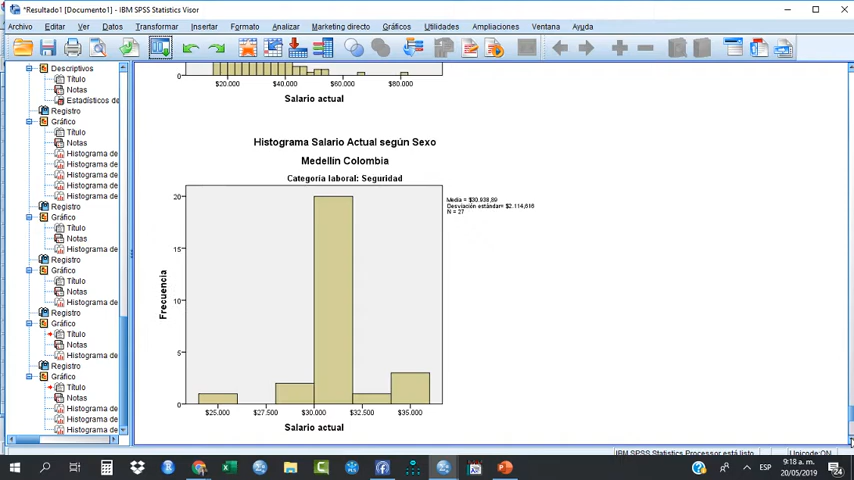 *Resultado1 [Documento1] - IBM SPSS Statistics Visor
Archivo Editar Ver Datos Transformar Insertar Formato Analizar Marketing directo Gráficos Utilidades Ampliaciones Ventana Ayuda
Descriptivos
Título
Notas
Estadísticos de
Registro
Gráfico
Título
Notas
Histograma de
Histograma de
Histograma de
Histograma de
Histograma de
Registro
Gráfico
Título
Notas
Histograma de
Registro
Gráfico
Título
Notas
Histograma de
Registro
Gráfico
Título
Notas
Histograma de
Registro
Gráfico
Título
Notas
Histograma de
Histograma de
Histograma de
0
$20.000 $40.000 $60.000 $80.000
Salario actual
Histograma Salario Actual según Sexo
Medellin Colombia
Categoría laboral: Seguridad
Media = $30.938,89
Desviación estándar= $2.114,616
N = 27
Frecuencia
20
15
10
5
0
$25.000 $27.500 $30.000 $32.500 $35.000
Salario actual
IBM SPSS Statistics Processor está listo Unicode:ON
ESP
9:18 a. m.
20/05/2019
24